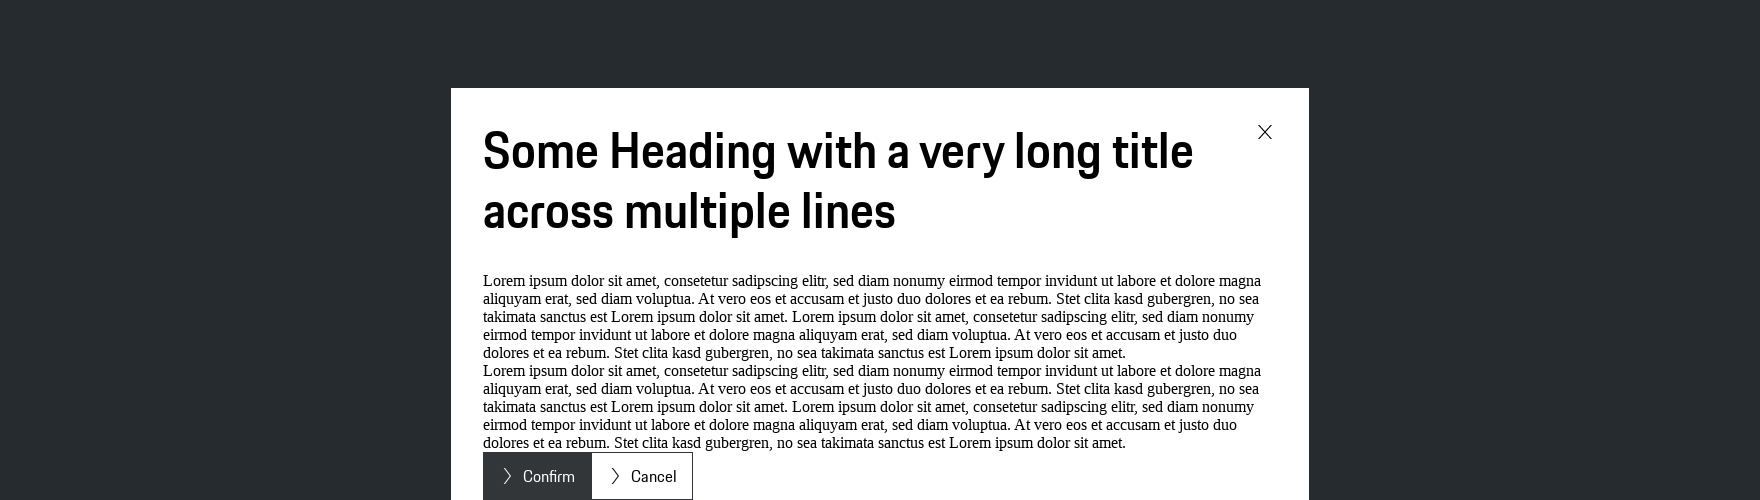 Some Heading with a very long title
across multiple lines
Lorem ipsum dolor sit amet, consetetur sadipscing elitr, sed diam nonumy eirmod tempor invidunt ut labore et dolore magna
aliquyam erat, sed diam voluptua. At vero eos et accusam et justo duo dolores et ea rebum. Stet clita kasd gubergren, no sea
takimata sanctus est Lorem ipsum dolor sit amet. Lorem ipsum dolor sit amet, consetetur sadipscing elitr, sed diam nonumy
eirmod tempor invidunt ut labore et dolore magna aliquyam erat, sed diam voluptua. At vero eos et accusam et justo duo
dolores et ea rebum. Stet clita kasd gubergren, no sea takimata sanctus est Lorem ipsum dolor sit amet.
Lorem ipsum dolor sit amet, consetetur sadipscing elitr, sed diam nonumy eirmod tempor invidunt ut labore et dolore magna
aliquyam erat, sed diam voluptua. At vero eos et accusam et justo duo dolores et ea rebum. Stet clita kasd gubergren, no sea
takimata sanctus est Lorem ipsum dolor sit amet. Lorem ipsum dolor sit amet, consetetur sadipscing elitr, sed diam nonumy
eirmod tempor invidunt ut labore et dolore magna aliquyam erat, sed diam voluptua. At vero eos et accusam et justo duo
dolores et ea rebum. Stet clita kasd gubergren, no sea takimata sanctus est Lorem ipsum dolor sit amet.
Confirm Cancel